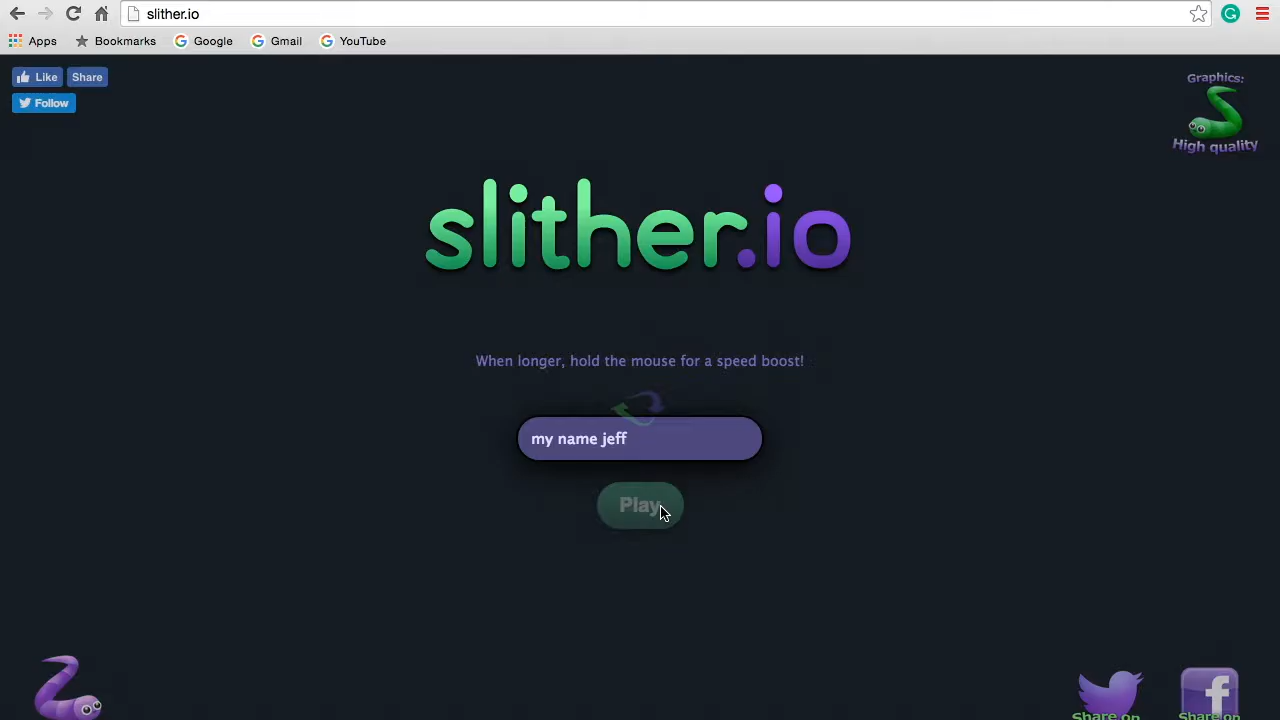 slither.io
Apps Bookmarks Google Gmail YouTube
Like Share
Follow
Graphics:
High quality
slither.io
When longer, hold the mouse for a speed boost!
my name jeff
Play
Share on
Share on